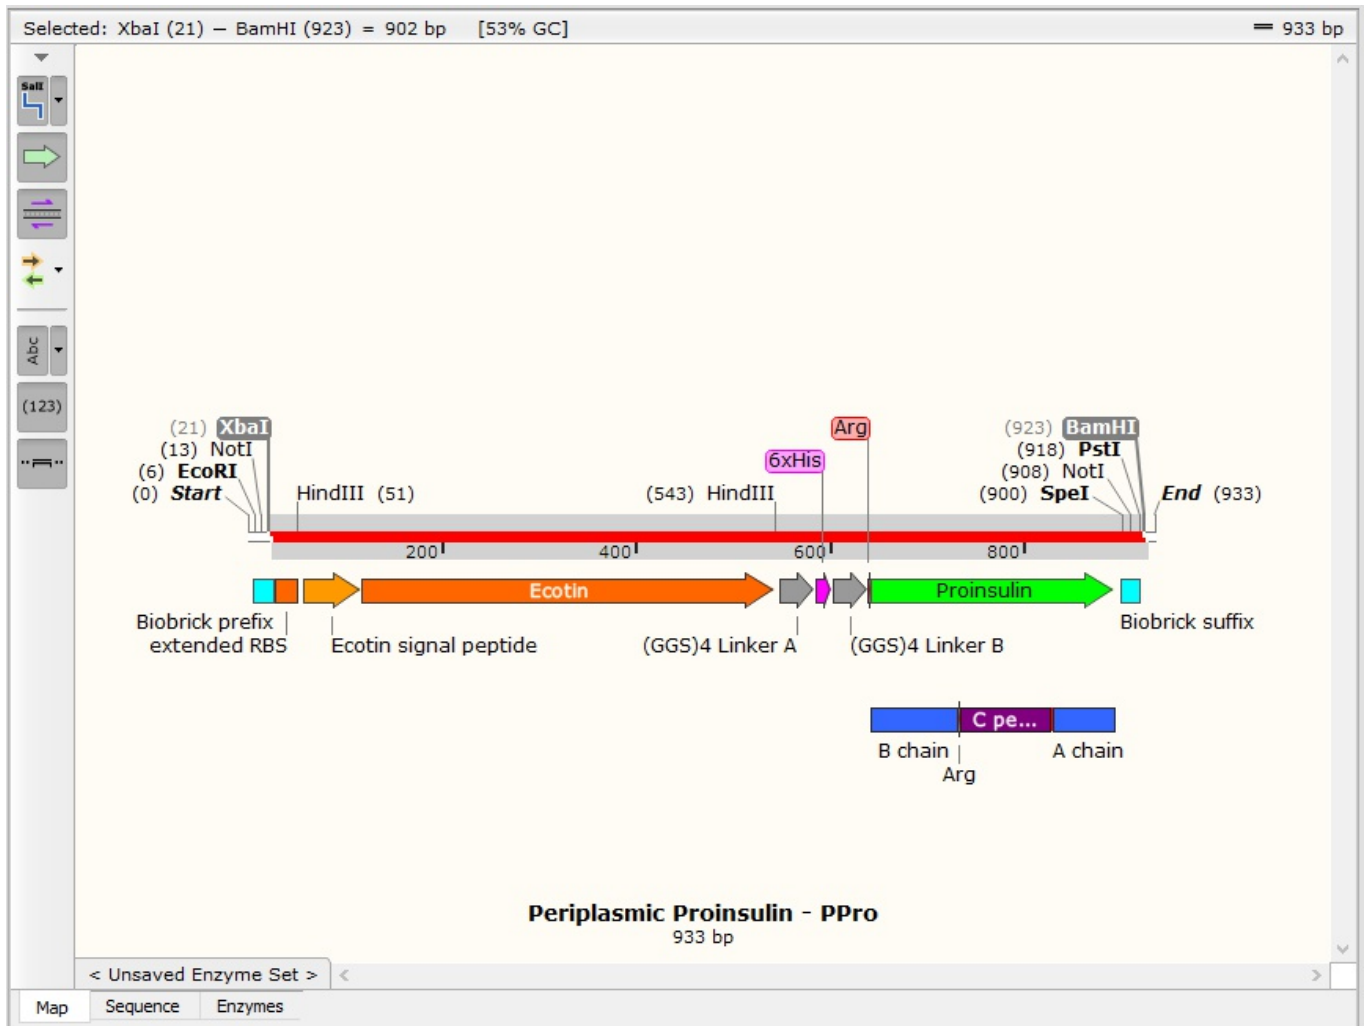 Selected: XbaI (21) – BamHI (923) = 902 bp [53% GC]
933 bp
SalI
Abc
(123)
(21) XbaI
(13) NotI
(6) EcoRI
(0) Start
HindIII (51)
(543) HindIII
6xHis
Arg
(923) BamHI
(918) PstI
(908) NotI
(900) SpeI
End (933)
200
400
600
800
Ecotin
Proinsulin
Biobrick prefix
extended RBS
Ecotin signal peptide
(GGS)4 Linker A
(GGS)4 Linker B
Biobrick suffix
C pe...
B chain
A chain
Arg
Periplasmic Proinsulin - PPro
933 bp
< Unsaved Enzyme Set >
Map Sequence Enzymes